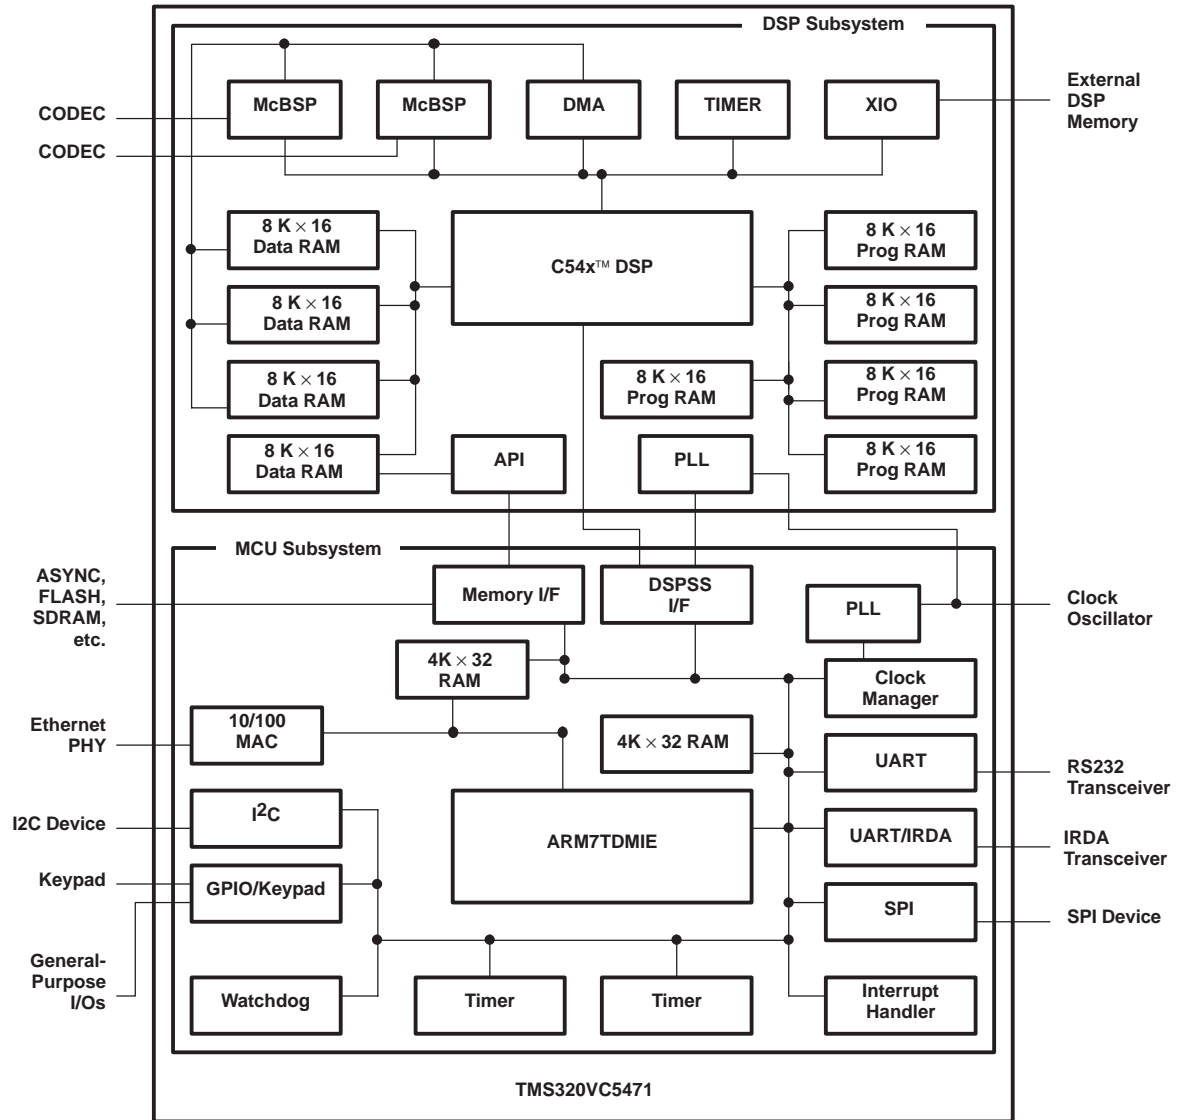 DSP Subsystem
McBSP
McBSP
DMA
TIMER
XIO
External
DSP
Memory
CODEC
CODEC
8 K × 16
Data RAM
8 K × 16
Data RAM
8 K × 16
Data RAM
8 K × 16
Data RAM
C54x™ DSP
8 K × 16
Prog RAM
8 K × 16
Prog RAM
8 K × 16
Prog RAM
8 K × 16
Prog RAM
8 K × 16
Prog RAM
API
PLL
MCU Subsystem
ASYNC,
FLASH,
SDRAM,
etc.
Memory I/F
DSPSS
I/F
PLL
Clock
Oscillator
4K × 32
RAM
Clock
Manager
Ethernet
PHY
10/100
MAC
4K × 32 RAM
UART
RS232
Transceiver
I2C Device
I²C
ARM7TDMIE
UART/IRDA
IRDA
Transceiver
Keypad
GPIO/Keypad
SPI
SPI Device
General-
Purpose
I/Os
Watchdog
Timer
Timer
Interrupt
Handler
TMS320VC5471